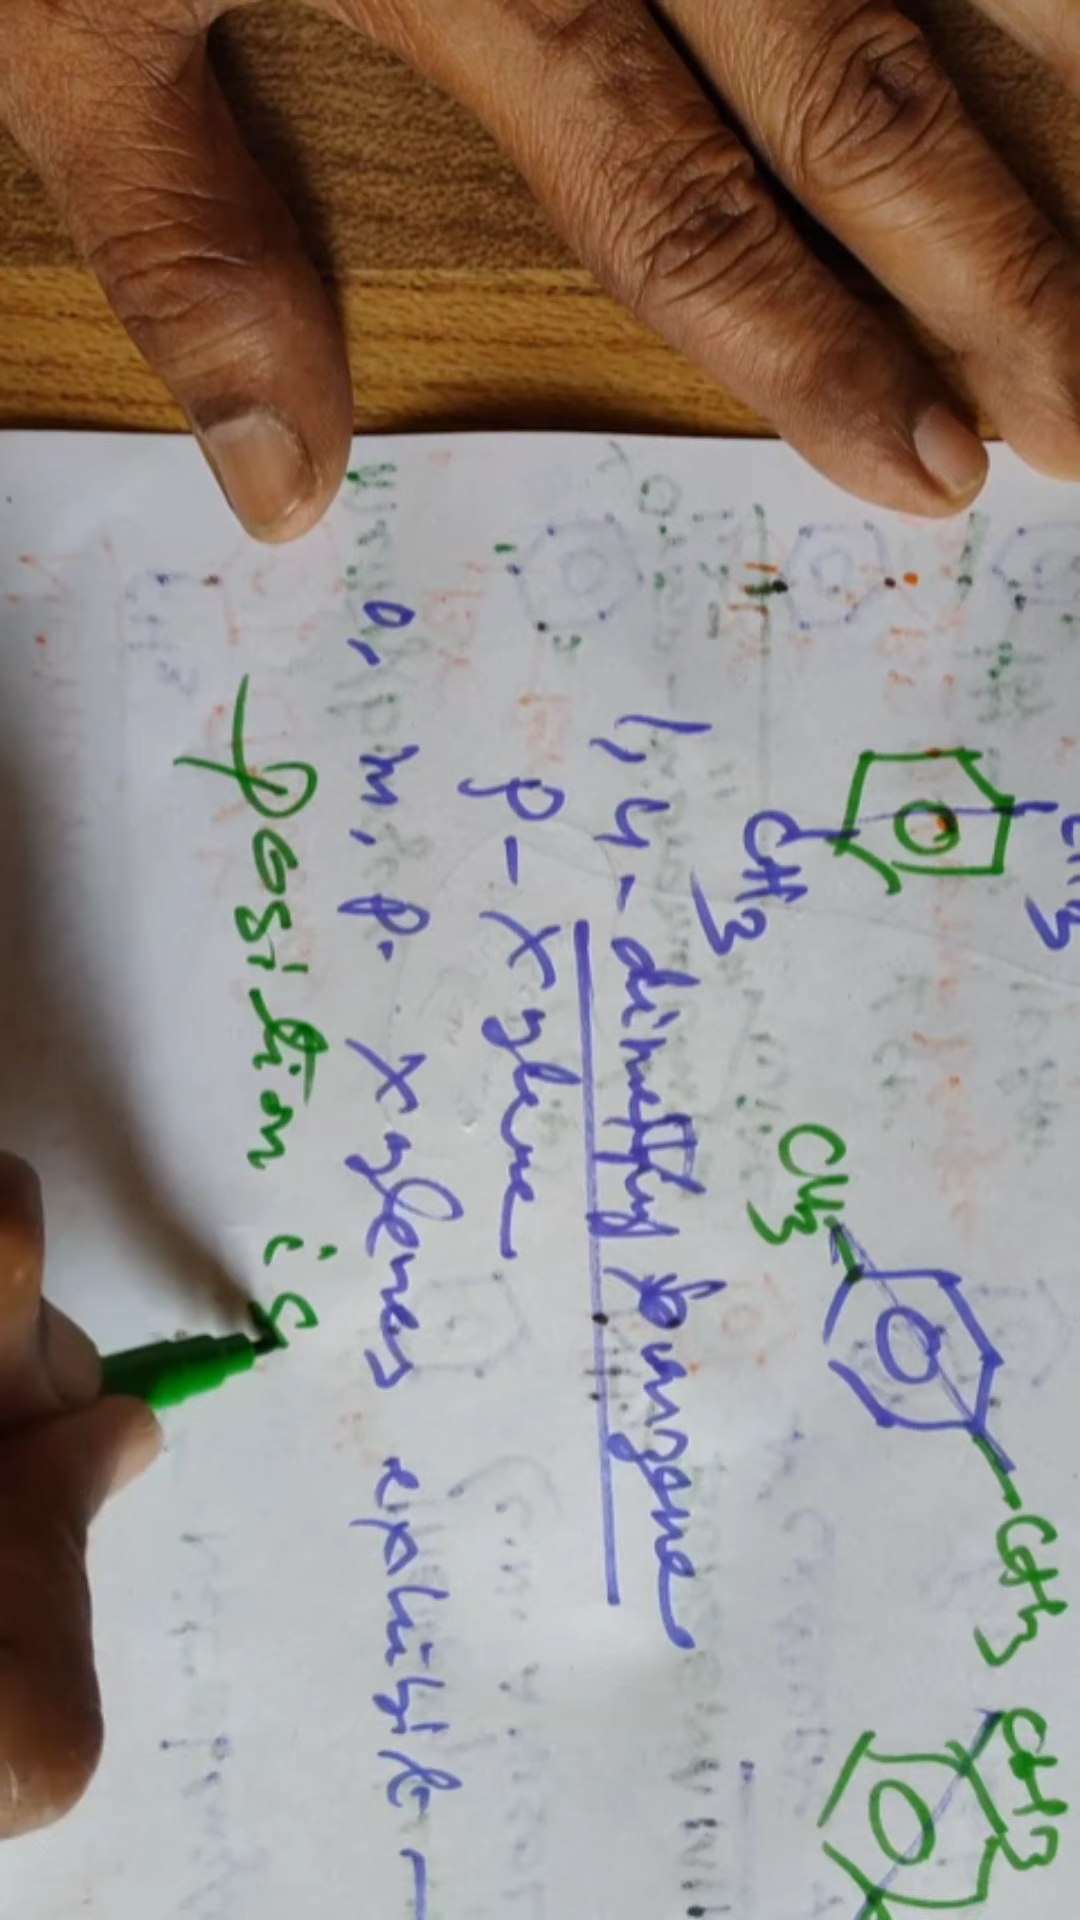 CH3 CH3 CH3
CH3 CH3
1,4-dimethyl benzene
p-xylene
o, m, p. xylenes exhibit -
position is